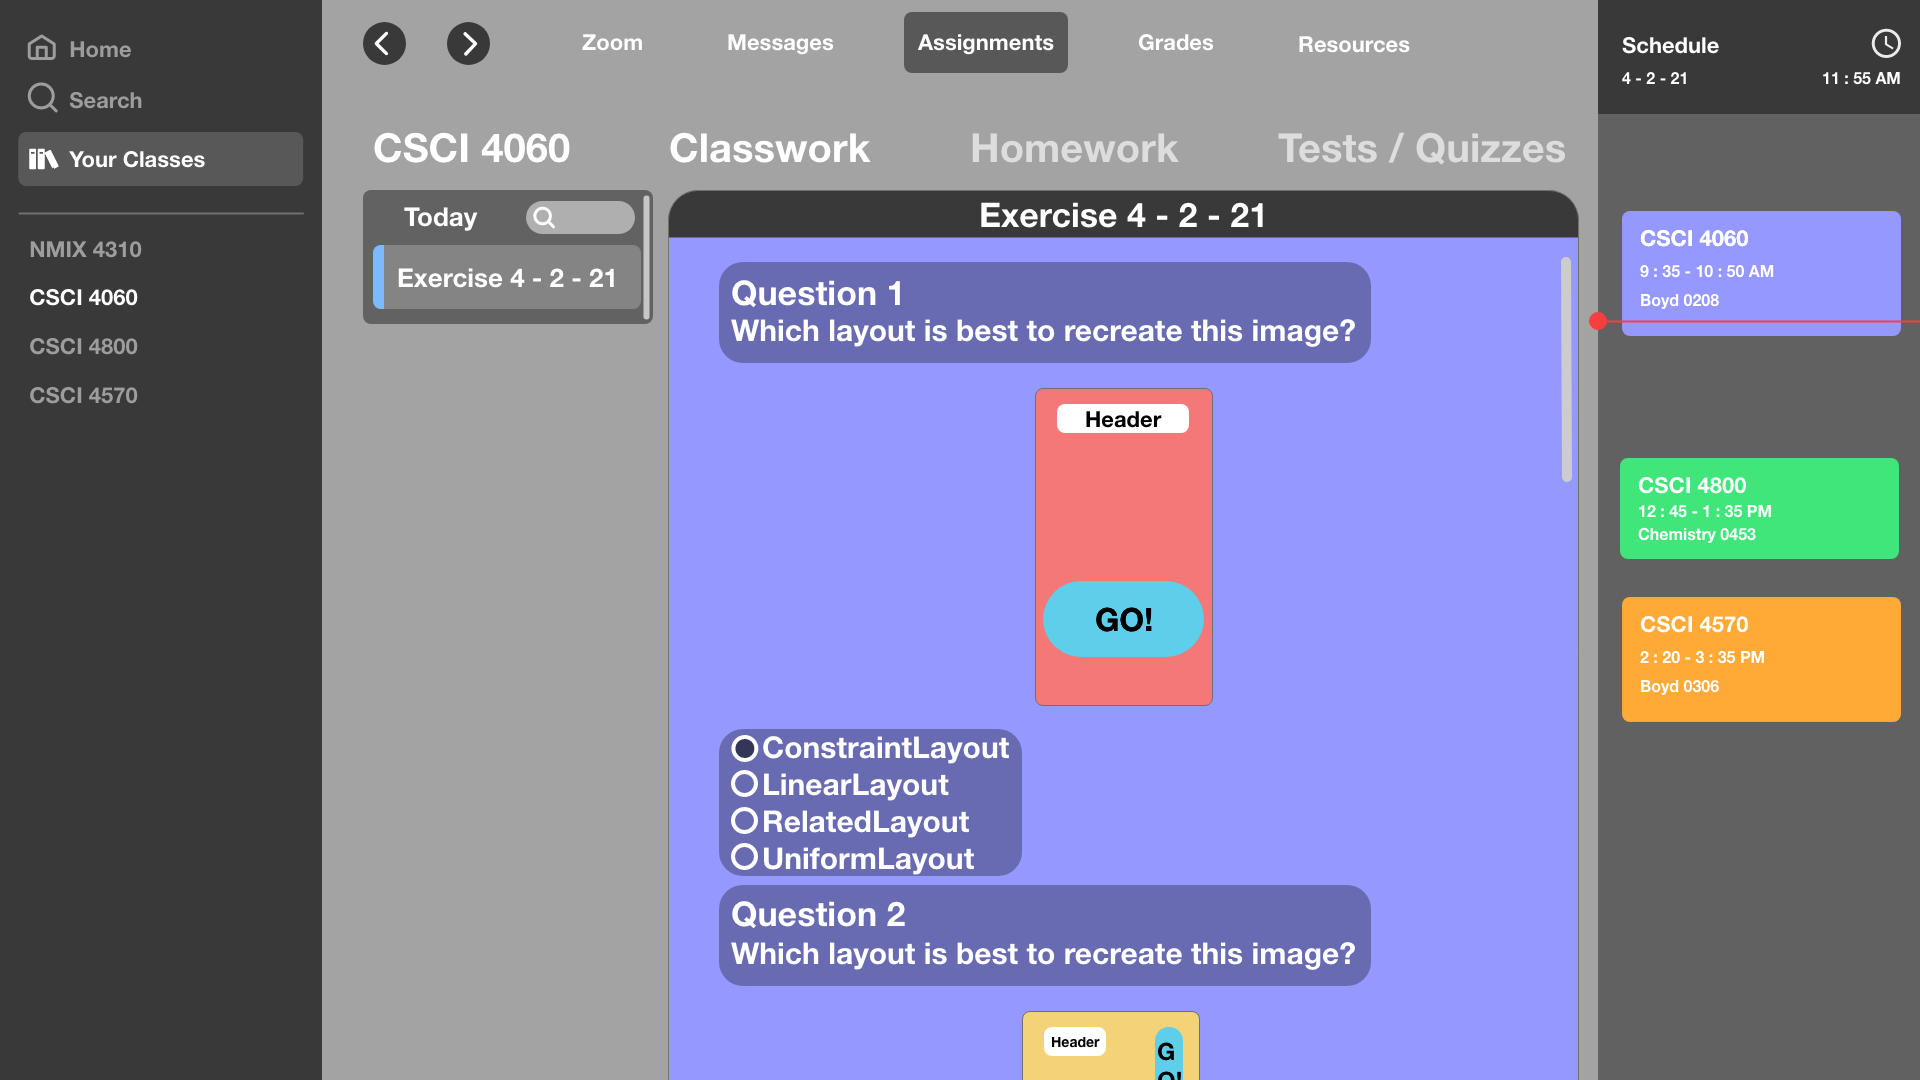 Home
Search
Your Classes
NMIX 4310
CSCI 4060
CSCI 4800
CSCI 4570
Zoom
Messages
Assignments
Grades
Resources
CSCI 4060
Classwork
Homework
Tests / Quizzes
Today
Exercise 4 - 2 - 21
Exercise 4 - 2 - 21
Question 1
Which layout is best to recreate this image?
Header
GO!
ConstraintLayout
LinearLayout
RelatedLayout
UniformLayout
Question 2
Which layout is best to recreate this image?
Header
G
O!
Schedule
4 - 2 - 21
11 : 55 AM
CSCI 4060
9 : 35 - 10 : 50 AM
Boyd 0208
CSCI 4800
12 : 45 - 1 : 35 PM
Chemistry 0453
CSCI 4570
2 : 20 - 3 : 35 PM
Boyd 0306